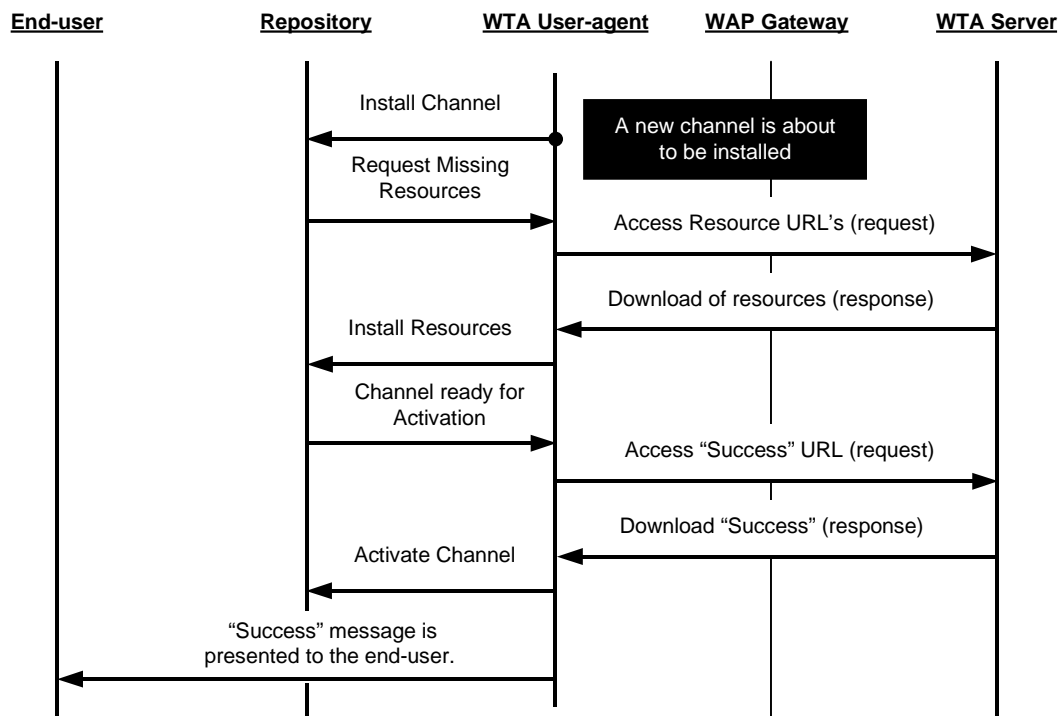 End-user
Repository
WTA User-agent
WAP Gateway
WTA Server
Install Channel
A new channel is about
to be installed
Request Missing
Resources
Access Resource URL's (request)
Download of resources (response)
Install Resources
Channel ready for
Activation
Access “Success” URL (request)
Download “Success” (response)
Activate Channel
“Success” message is
presented to the end-user.